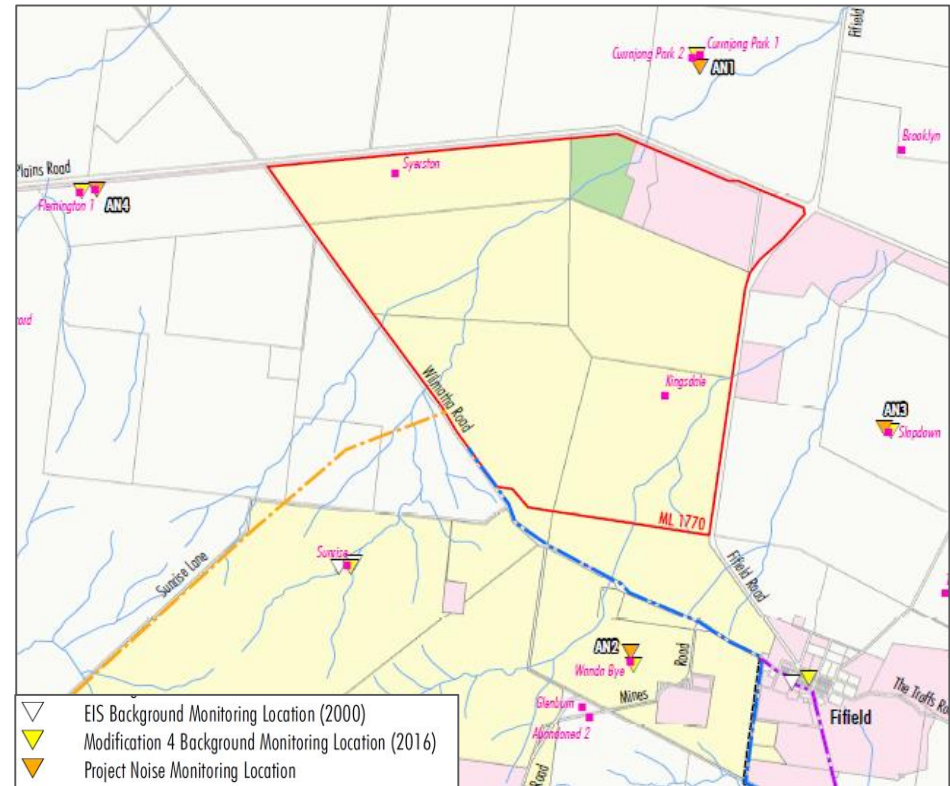 Fifield
Currajong Park 1
Currajong Park 2
AN1
Brooklyn
Plains Road
Syerston
Flemington 1
AN4
Wilmatha Road
Kingsdale
AN3
Slapdown
ML 1770
Sunrise
Sunrise Lane
Fifield Road
AN2
Wanda Bye
Road
Mines
Glenburn
Abandoned 2
Road
Fifield
The Troffs
EIS Background Monitoring Location (2000)
Modification 4 Background Monitoring Location (2016)
Project Noise Monitoring Location